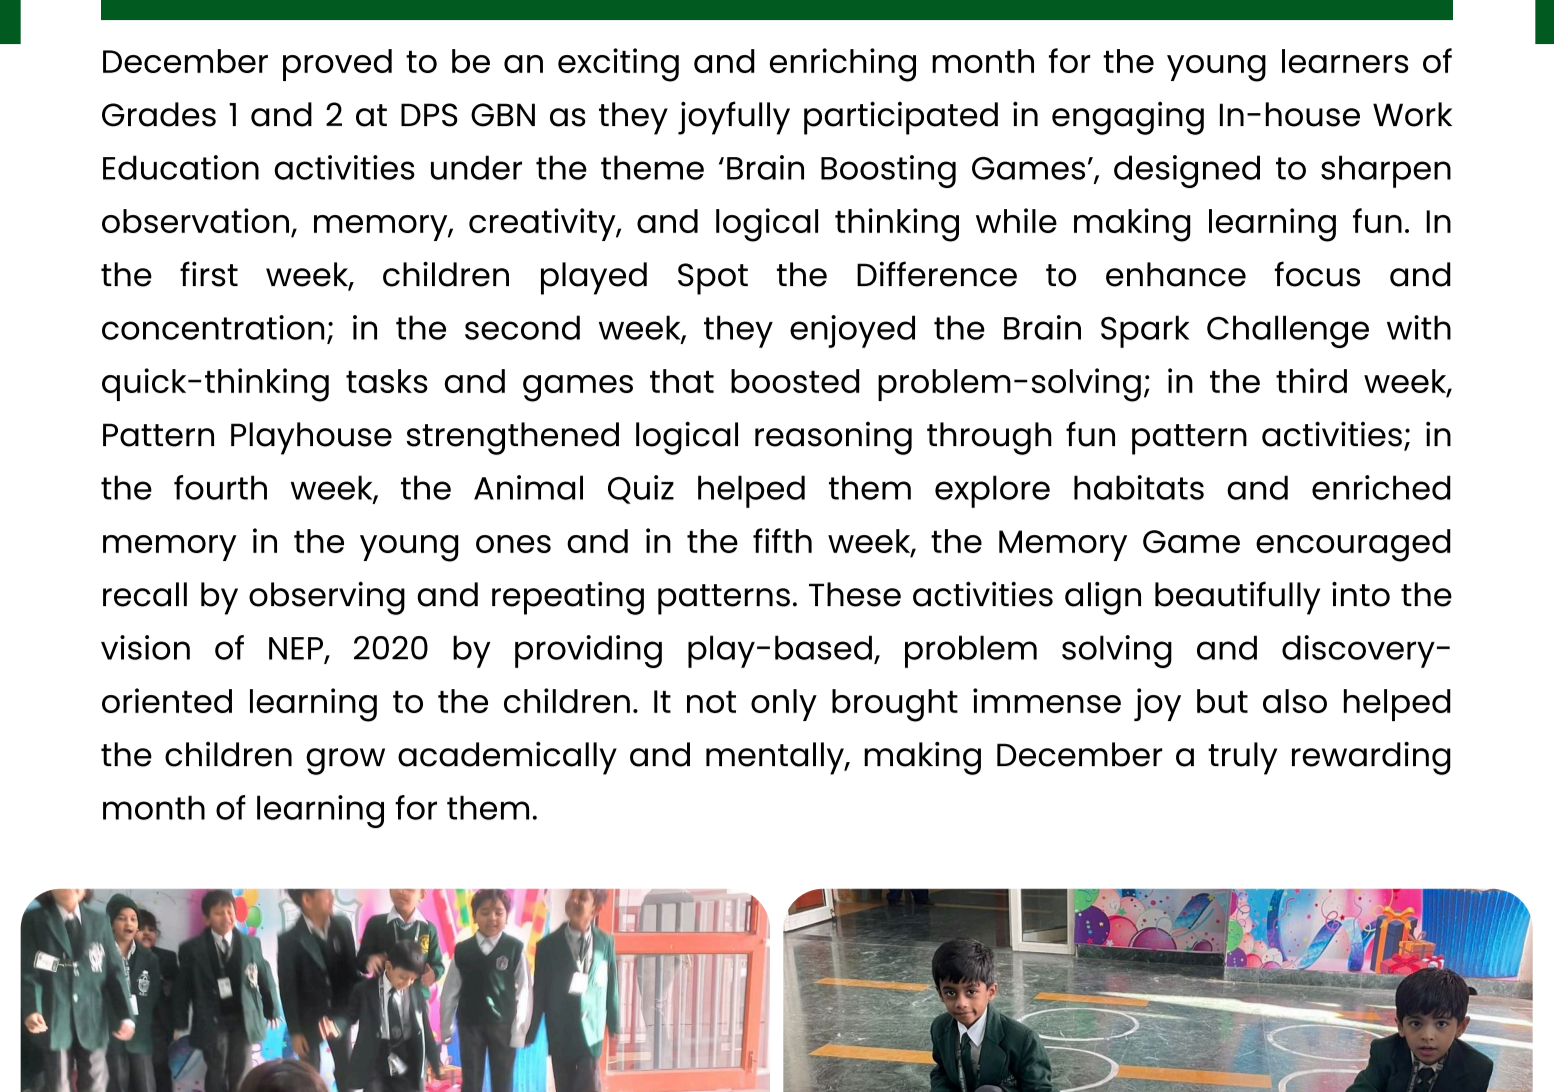 December proved to be an exciting and enriching month for the young learners of
Grades 1 and 2 at DPS GBN as they joyfully participated in engaging In-house Work
Education activities under the theme ‘Brain Boosting Games’, designed to sharpen
observation, memory, creativity, and logical thinking while making learning fun. In
the first week, children played Spot the Difference to enhance focus and
concentration; in the second week, they enjoyed the Brain Spark Challenge with
quick-thinking tasks and games that boosted problem-solving; in the third week,
Pattern Playhouse strengthened logical reasoning through fun pattern activities; in
the fourth week, the Animal Quiz helped them explore habitats and enriched
memory in the young ones and in the fifth week, the Memory Game encouraged
recall by observing and repeating patterns. These activities align beautifully into the
vision of NEP, 2020 by providing play-based, problem solving and discovery-
oriented learning to the children. It not only brought immense joy but also helped
the children grow academically and mentally, making December a truly rewarding
month of learning for them.